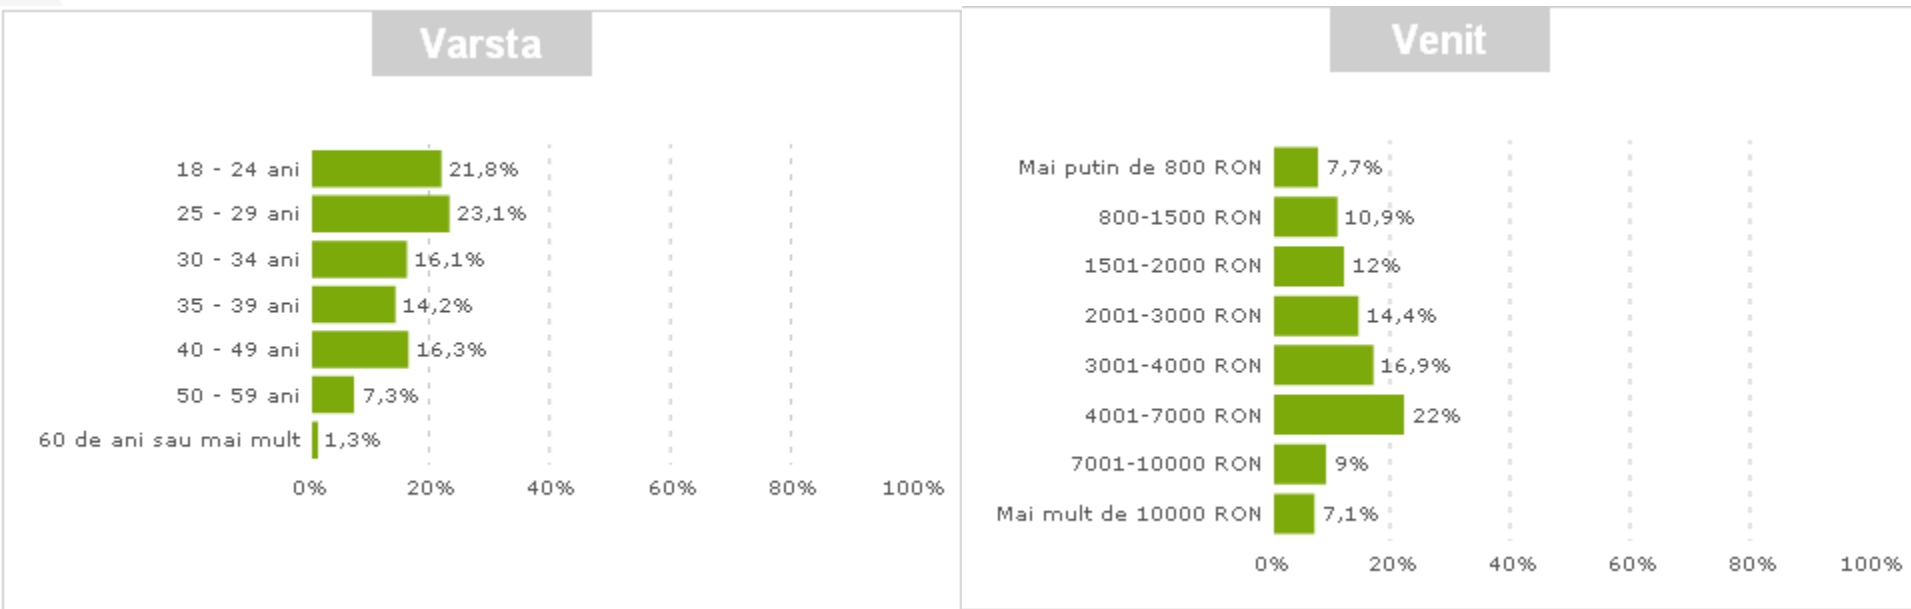 Varsta
18 - 24 ani 21,8%
25 - 29 ani 23,1%
30 - 34 ani 16,1%
35 - 39 ani 14,2%
40 - 49 ani 16,3%
50 - 59 ani 7,3%
60 de ani sau mai mult 1,3%
0% 20% 40% 60% 80% 100%
Venit
Mai putin de 800 RON 7,7%
800-1500 RON 10,9%
1501-2000 RON 12%
2001-3000 RON 14,4%
3001-4000 RON 16,9%
4001-7000 RON 22%
7001-10000 RON 9%
Mai mult de 10000 RON 7,1%
0% 20% 40% 60% 80% 100%